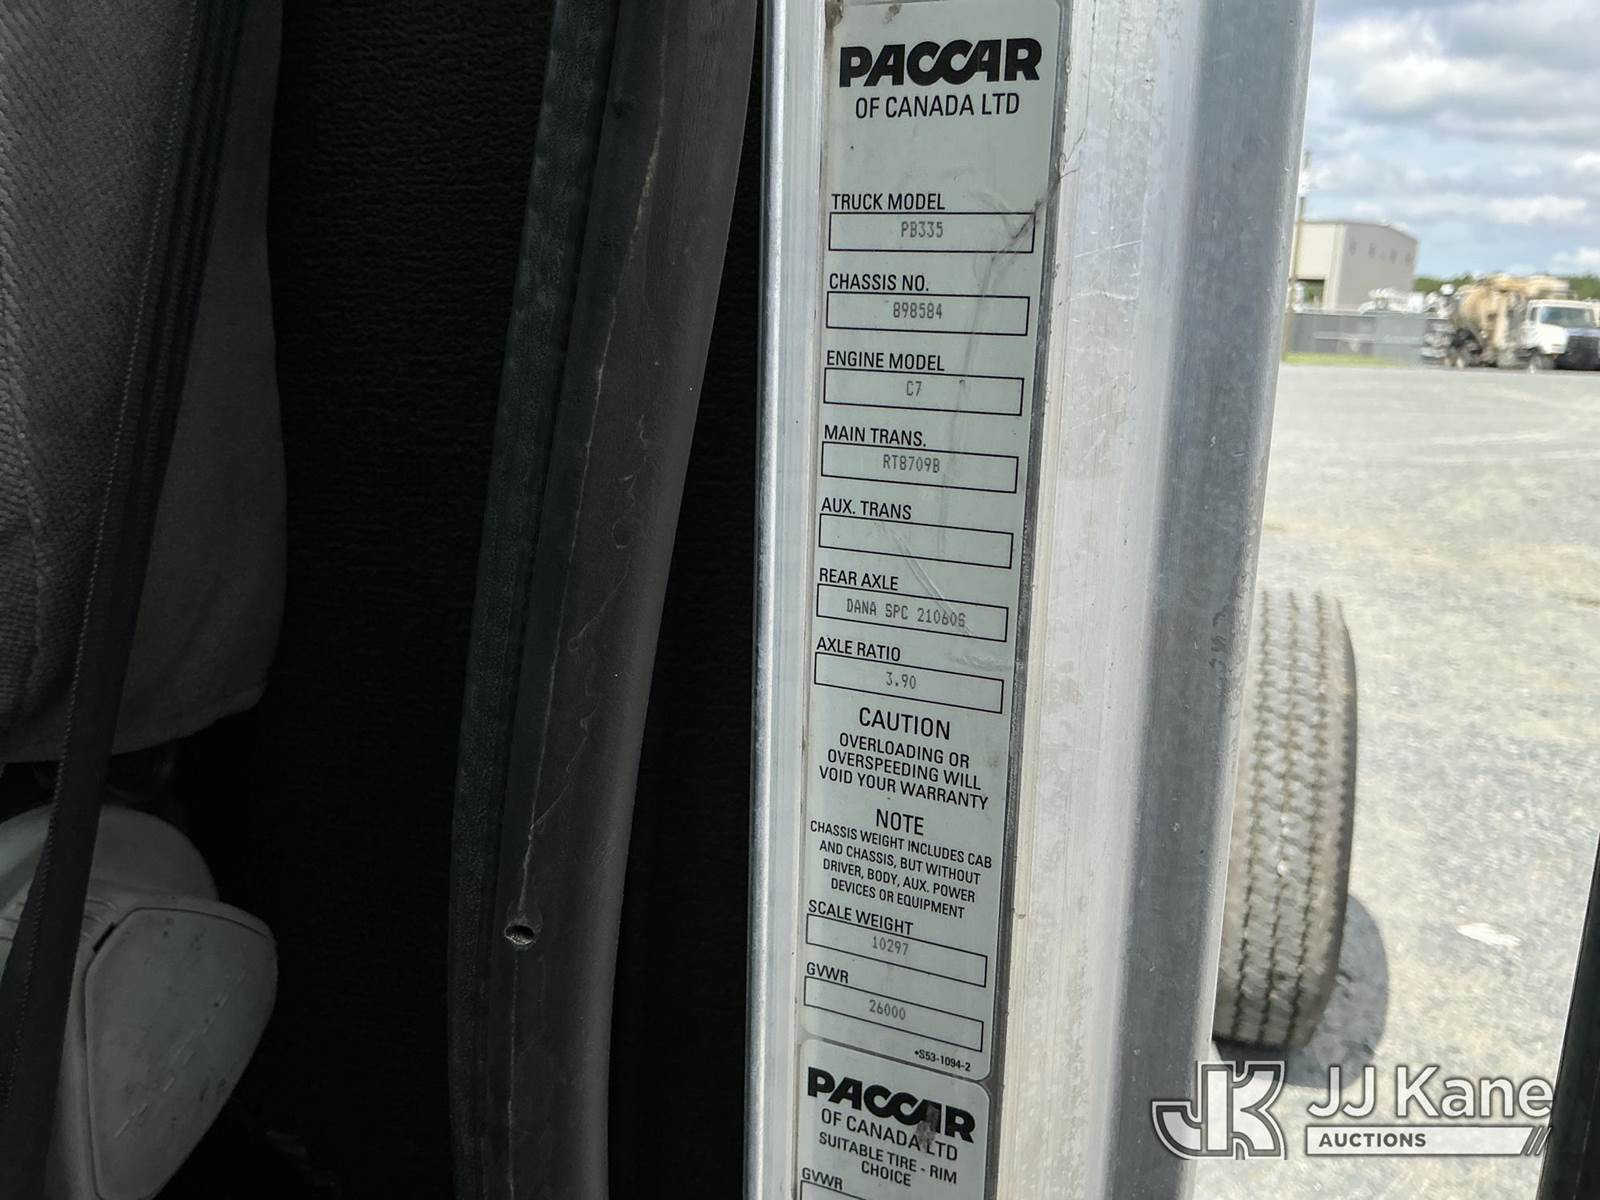 PACCAR
OF CANADA LTD
TRUCK MODEL
PB335
CHASSIS NO.
898584
ENGINE MODEL
C7
MAIN TRANS.
RT8709B
AUX. TRANS
REAR AXLE
DANA SPC 21060S
AXLE RATIO
3.90
CAUTION
OVERLOADING OR
OVERSPEEDING WILL
VOID YOUR WARRANTY
NOTE
CHASSIS WEIGHT INCLUDES CAB
AND CHASSIS, BUT WITHOUT
DRIVER, BODY, AUX. POWER
DEVICES OR EQUIPMENT
SCALE WEIGHT
10297
GVWR
26000
•S53-1094-2
PACCAR
OF CANADA LTD
SUITABLE TIRE - RIM
CHOICE
GVWR
JK JJ Kane
AUCTIONS